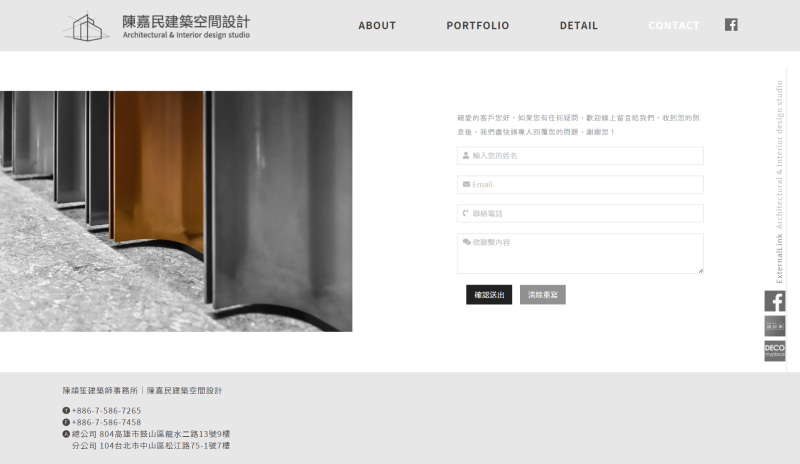 陳嘉民建築空間設計
Architectural & Interior design studio
ABOUT
PORTFOLIO
DETAIL
CONTACT
親愛的客戶您好，如果您有任何疑問，歡迎線上留言給我們，收到您的訊
息後，我們盡快請專人回覆您的問題，謝謝您！
輸入您的姓名
Email
聯絡電話
欲聯繫內容
確認送出
清除重寫
ExternalLink Architectural & Interior design studio
DECO
myplace
陳頌笙建築師事務所｜陳嘉民建築空間設計
T +886-7-586-7265
F +886-7-586-7458
A 總公司 804高雄市鼓山區龍水二路13號9樓
分公司 104台北市中山區松江路75-1號7樓